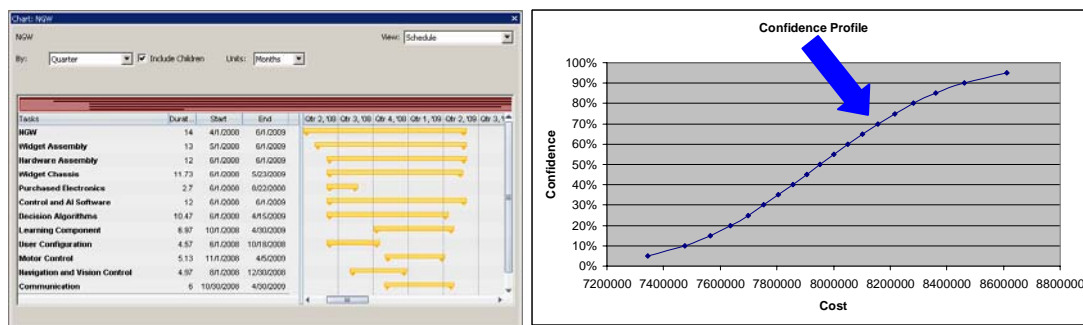 Chart: NGW
NGW
View: Schedule
By: Quarter Include Children Units: Months
Tasks Durat... Start End Qtr 2, '08 Qtr 3, '08 Qtr 4, '08 Qtr 1, '09 Qtr 2, '09 Qtr 3, '
NGW 14 4/1/2008 6/1/2009
Widget Assembly 13 5/1/2008 6/1/2009
Hardware Assembly 12 6/1/2008 6/1/2009
Widget Chassis 11.73 6/1/2008 5/23/2009
Purchased Electronics 2.7 6/1/2008 8/22/2008
Control and AI Software 12 6/1/2008 6/1/2009
Decision Algorithms 10.47 6/1/2008 4/15/2009
Learning Component 6.97 10/1/2008 4/30/2009
User Configuration 4.57 6/1/2008 10/18/2008
Motor Control 5.13 11/1/2008 4/5/2009
Navigation and Vision Control 4.97 8/1/2008 12/30/2008
Communication 6 10/30/2008 4/30/2009
Confidence Profile
100%
90%
80%
70%
60%
50%
40%
30%
20%
10%
0%
Confidence
7200000 7400000 7600000 7800000 8000000 8200000 8400000 8600000 8800000
Cost